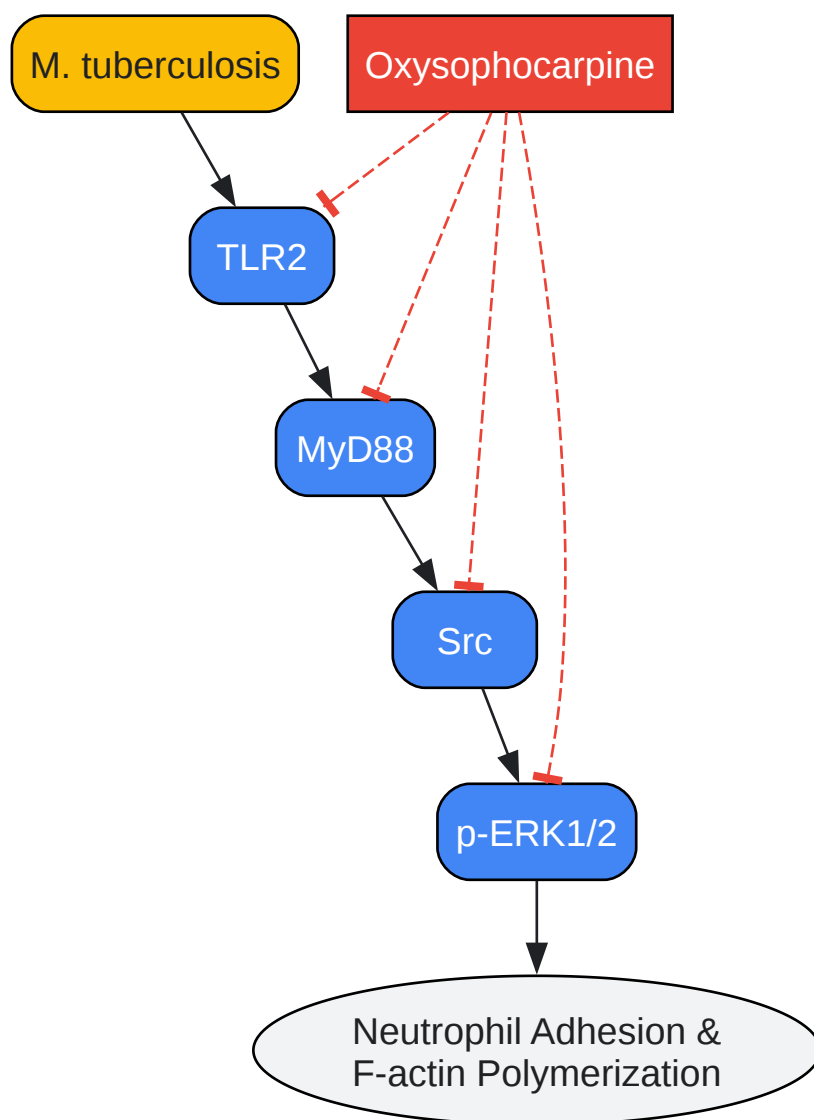 M. tuberculosis
Oxysophocarpine
TLR2
MyD88
Src
p-ERK1/2
Neutrophil Adhesion &
F-actin Polymerization